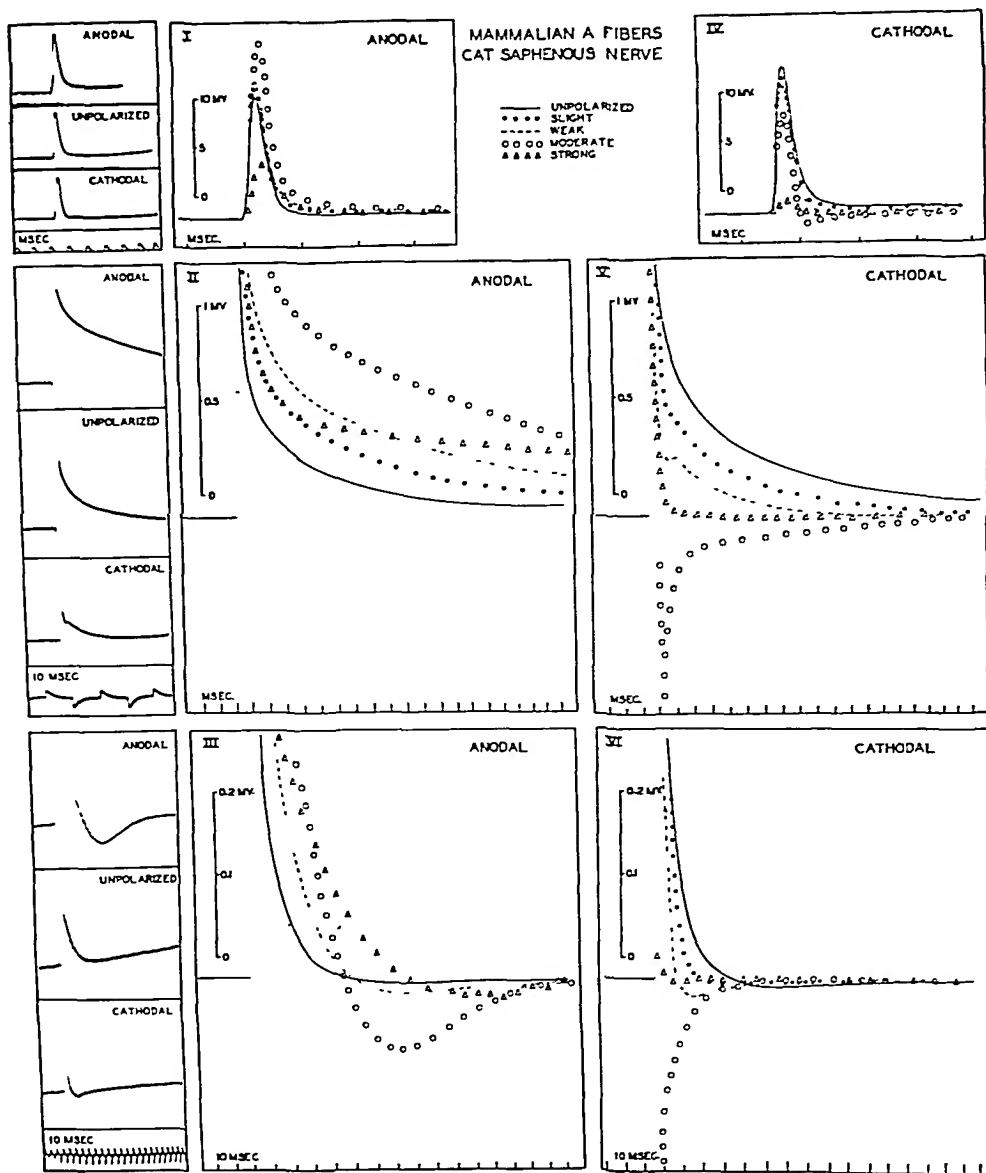 MAMMALIAN A FIBERS
CAT SAPHENOUS NERVE
UNPOLARIZED
SLIGHT
WEAK
MODERATE
STRONG
ANODAL
UNPOLARIZED
CATHODAL
MSEC.
I
ANODAL
10 MV.
5
0
MSEC.
IV
CATHODAL
10 MV.
5
0
MSEC.
ANODAL
UNPOLARIZED
CATHODAL
10 MSEC
II
ANODAL
1 MV.
0.5
0
MSEC.
V
CATHODAL
1 MV.
0.5
0
MSEC.
ANODAL
UNPOLARIZED
CATHODAL
10 MSEC
III
ANODAL
0.2 MV.
0.1
0
10 MSEC
VI
CATHODAL
0.2 MV.
0.1
0
10 MSEC